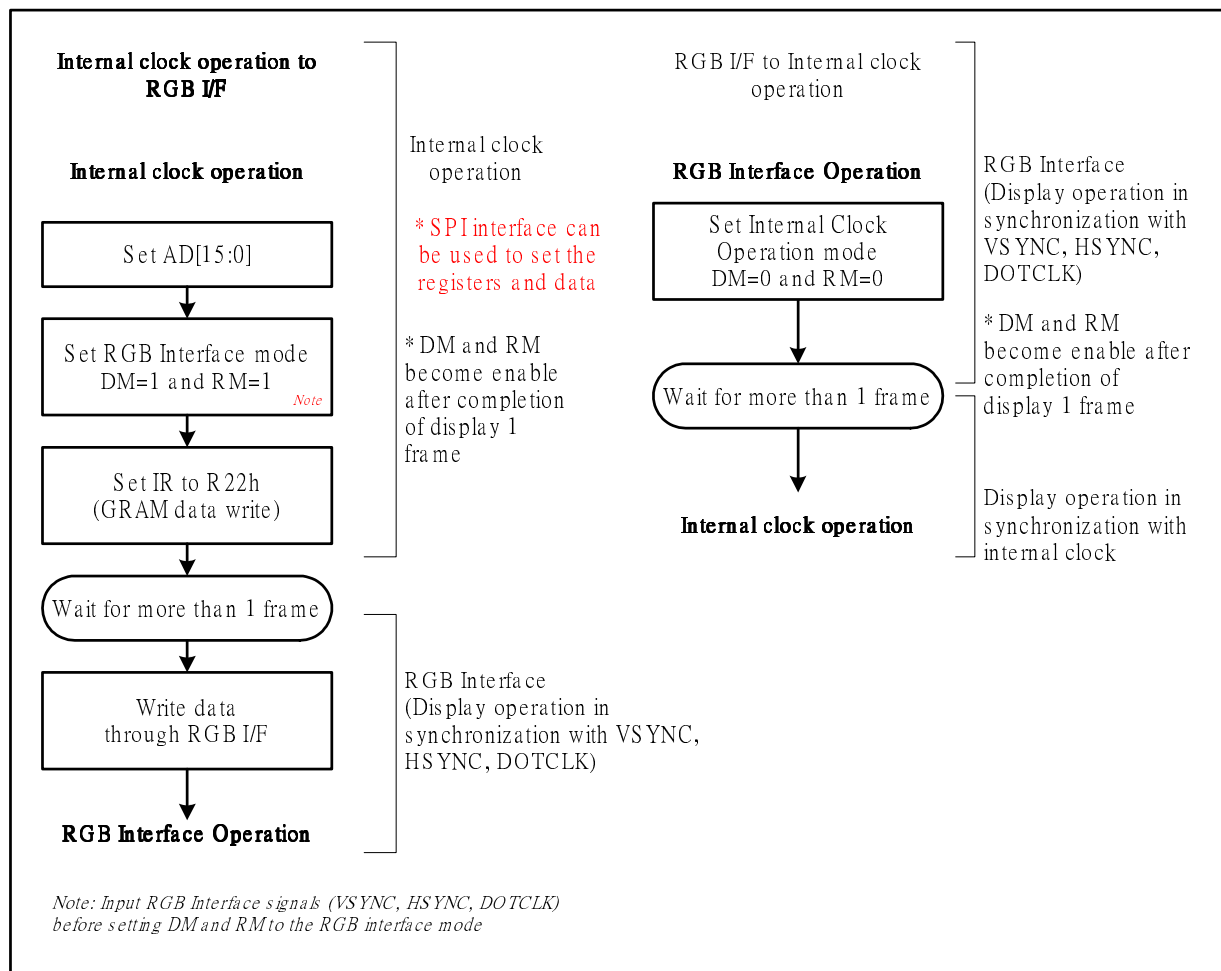 Internal clock operation to
RGB I/F
Internal clock operation
Set AD[15:0]
Set RGB Interface mode
DM=1 and RM=1
Note
Set IR to R22h
(GRAM data write)
Wait for more than 1 frame
Write data
through RGB I/F
RGB Interface Operation
Internal clock
operation
* SPI interface can
be used to set the
registers and data
* DM and RM
become enable
after completion
of display 1
frame
RGB Interface
(Display operation in
synchronization with VSYNC,
HSYNC, DOTCLK)
RGB I/F to Internal clock
operation
RGB Interface Operation
Set Internal Clock
Operation mode
DM=0 and RM=0
Wait for more than 1 frame
Internal clock operation
RGB Interface
(Display operation in
synchronization with
VSYNC, HSYNC,
DOTCLK)
* DM and RM
become enable after
completion of
display 1 frame
Display operation in
synchronization with
internal clock
Note: Input RGB Interface signals (VSYNC, HSYNC, DOTCLK)
before setting DM and RM to the RGB interface mode